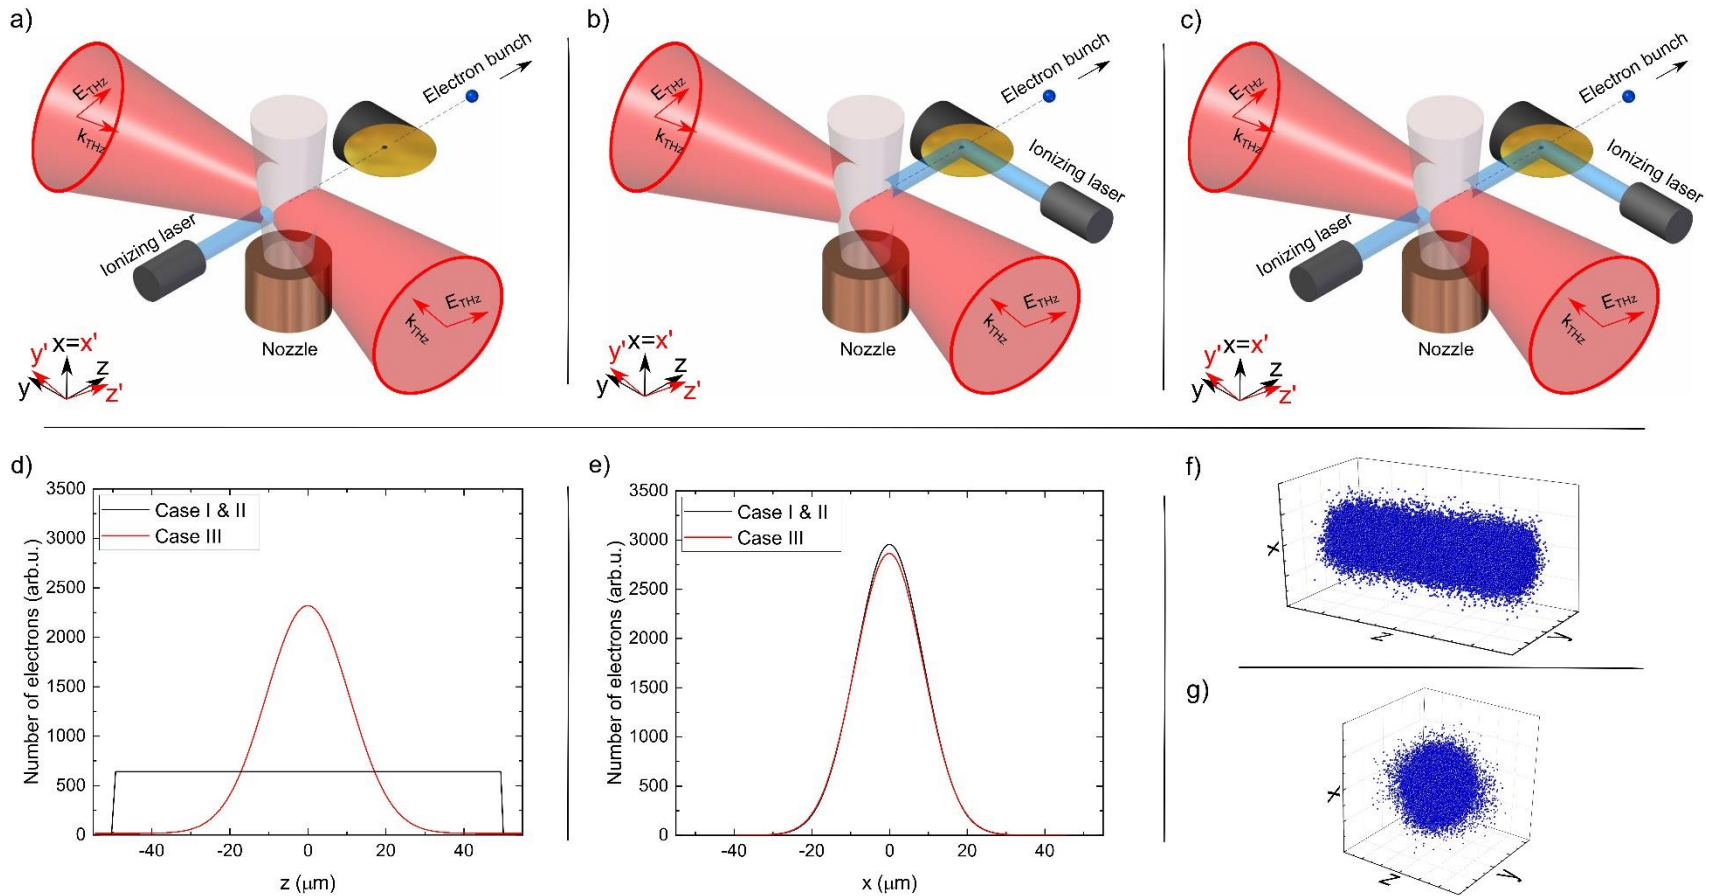 a)
E_THz
k_THz
Electron bunch
Ionizing laser
E_THz
k_THz
Nozzle
y' x=x'
z
y
z'
b)
E_THz
k_THz
Electron bunch
Ionizing laser
E_THz
k_THz
Nozzle
y' x=x'
z
y
z'
c)
E_THz
k_THz
Electron bunch
Ionizing laser
Ionizing laser
E_THz
k_THz
Nozzle
y' x=x'
z
y
z'
d)
Number of electrons (arb.u.)
3500
3000
2500
2000
1500
1000
500
0
Case I & II
Case III
-40 -20 0 20 40
z (μm)
e)
Number of electrons (arb.u.)
3500
3000
2500
2000
1500
1000
500
0
Case I & II
Case III
-40 -20 0 20 40
x (μm)
f)
x
z
y
g)
x
z
y